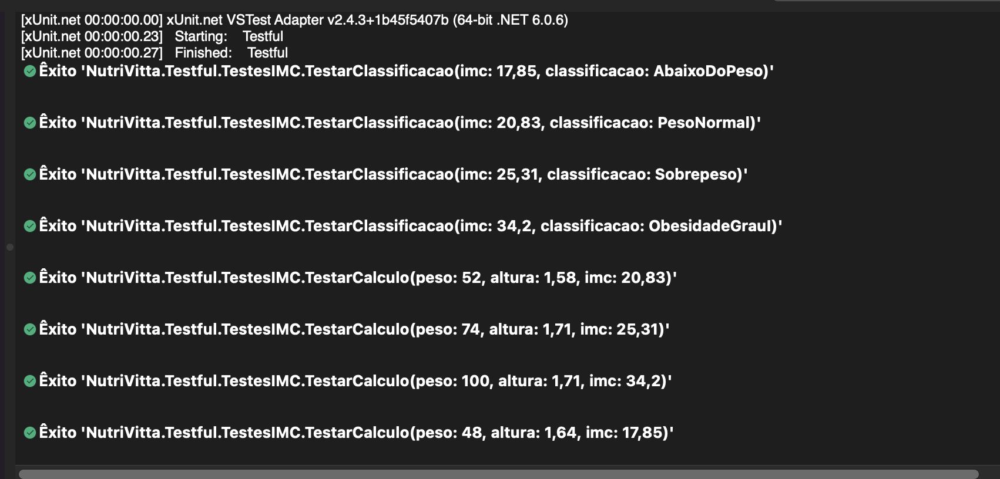 [xUnit.net 00:00:00.00] xUnit.net VSTest Adapter v2.4.3+1b45f5407b (64-bit .NET 6.0.6)
[xUnit.net 00:00:00.23] Starting: Testful
[xUnit.net 00:00:00.27] Finished: Testful
Êxito 'NutriVitta.Testful.TestesIMC.TestarClassificacao(imc: 17,85, classificacao: AbaixoDoPeso)'
Êxito 'NutriVitta.Testful.TestesIMC.TestarClassificacao(imc: 20,83, classificacao: PesoNormal)'
Êxito 'NutriVitta.Testful.TestesIMC.TestarClassificacao(imc: 25,31, classificacao: Sobrepeso)'
Êxito 'NutriVitta.Testful.TestesIMC.TestarClassificacao(imc: 34,2, classificacao: ObesidadeGrauI)'
Êxito 'NutriVitta.Testful.TestesIMC.TestarCalculo(peso: 52, altura: 1,58, imc: 20,83)'
Êxito 'NutriVitta.Testful.TestesIMC.TestarCalculo(peso: 74, altura: 1,71, imc: 25,31)'
Êxito 'NutriVitta.Testful.TestesIMC.TestarCalculo(peso: 100, altura: 1,71, imc: 34,2)'
Êxito 'NutriVitta.Testful.TestesIMC.TestarCalculo(peso: 48, altura: 1,64, imc: 17,85)'